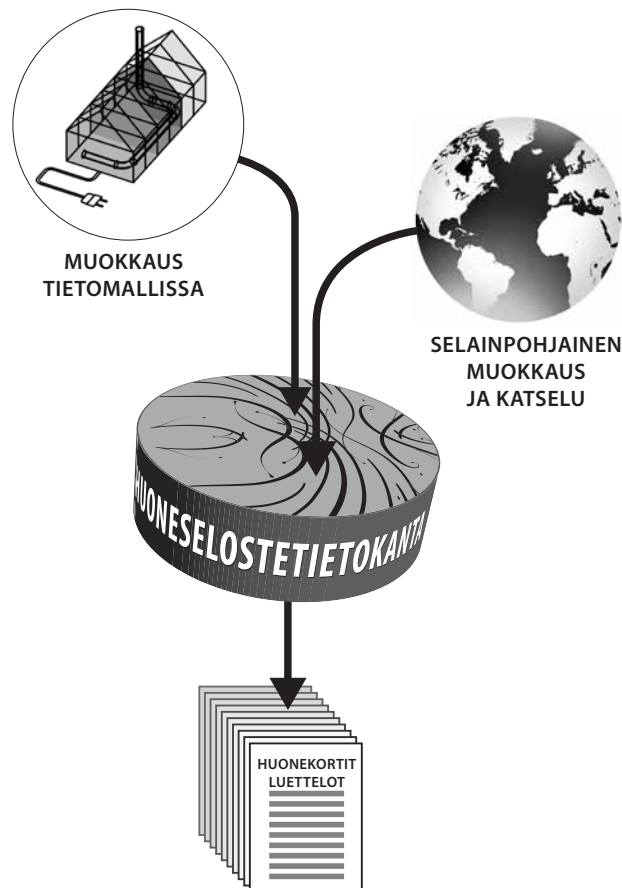 MUOKKAUS
TIETOMALLISSA
SELAINPOHJAINEN
MUOKKAUS
JA KATSELU
HUONESELOSTETIETOKANTA
HUONEKORTIT
LUETTELOT